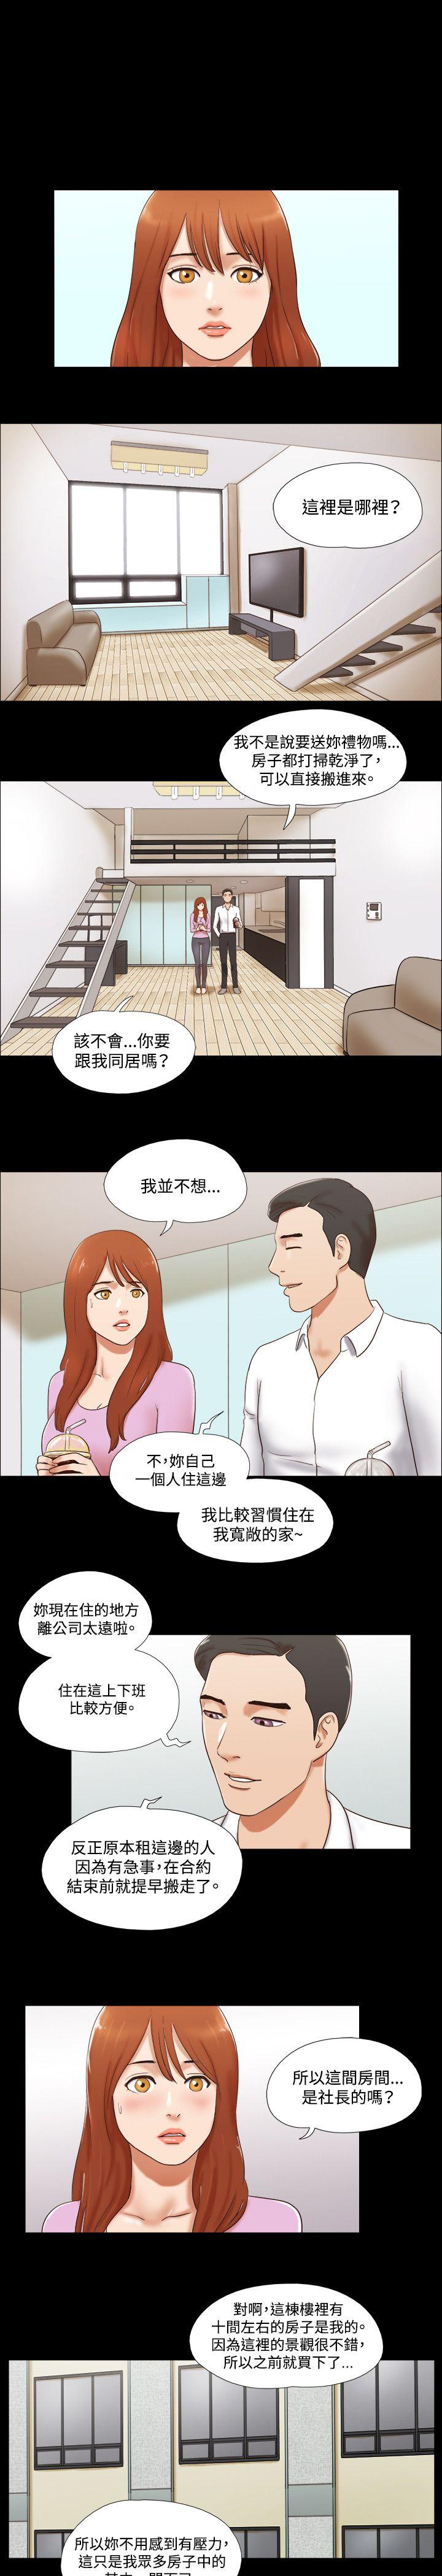 這裡是哪裡？
我不是說要送妳禮物嗎...
房子都打掃乾淨了，
可以直接搬進來。
該不會...你要
跟我同居嗎？
我並不想...
不，妳自己
一個人住這邊
我比較習慣住在
我寬敞的家~
妳現在住的地方
離公司太遠啦。
住在這上下班
比較方便。
反正原本租這邊的人
因為有急事，在合約
結束前就提早搬走了。
所以這間房間...
是社長的嗎？
對啊，這棟樓裡有
十間左右的房子是我的。
因為這裡的景觀很不錯，
所以之前就買下了...
所以妳不用感到有壓力，
這只是我眾多房子中的